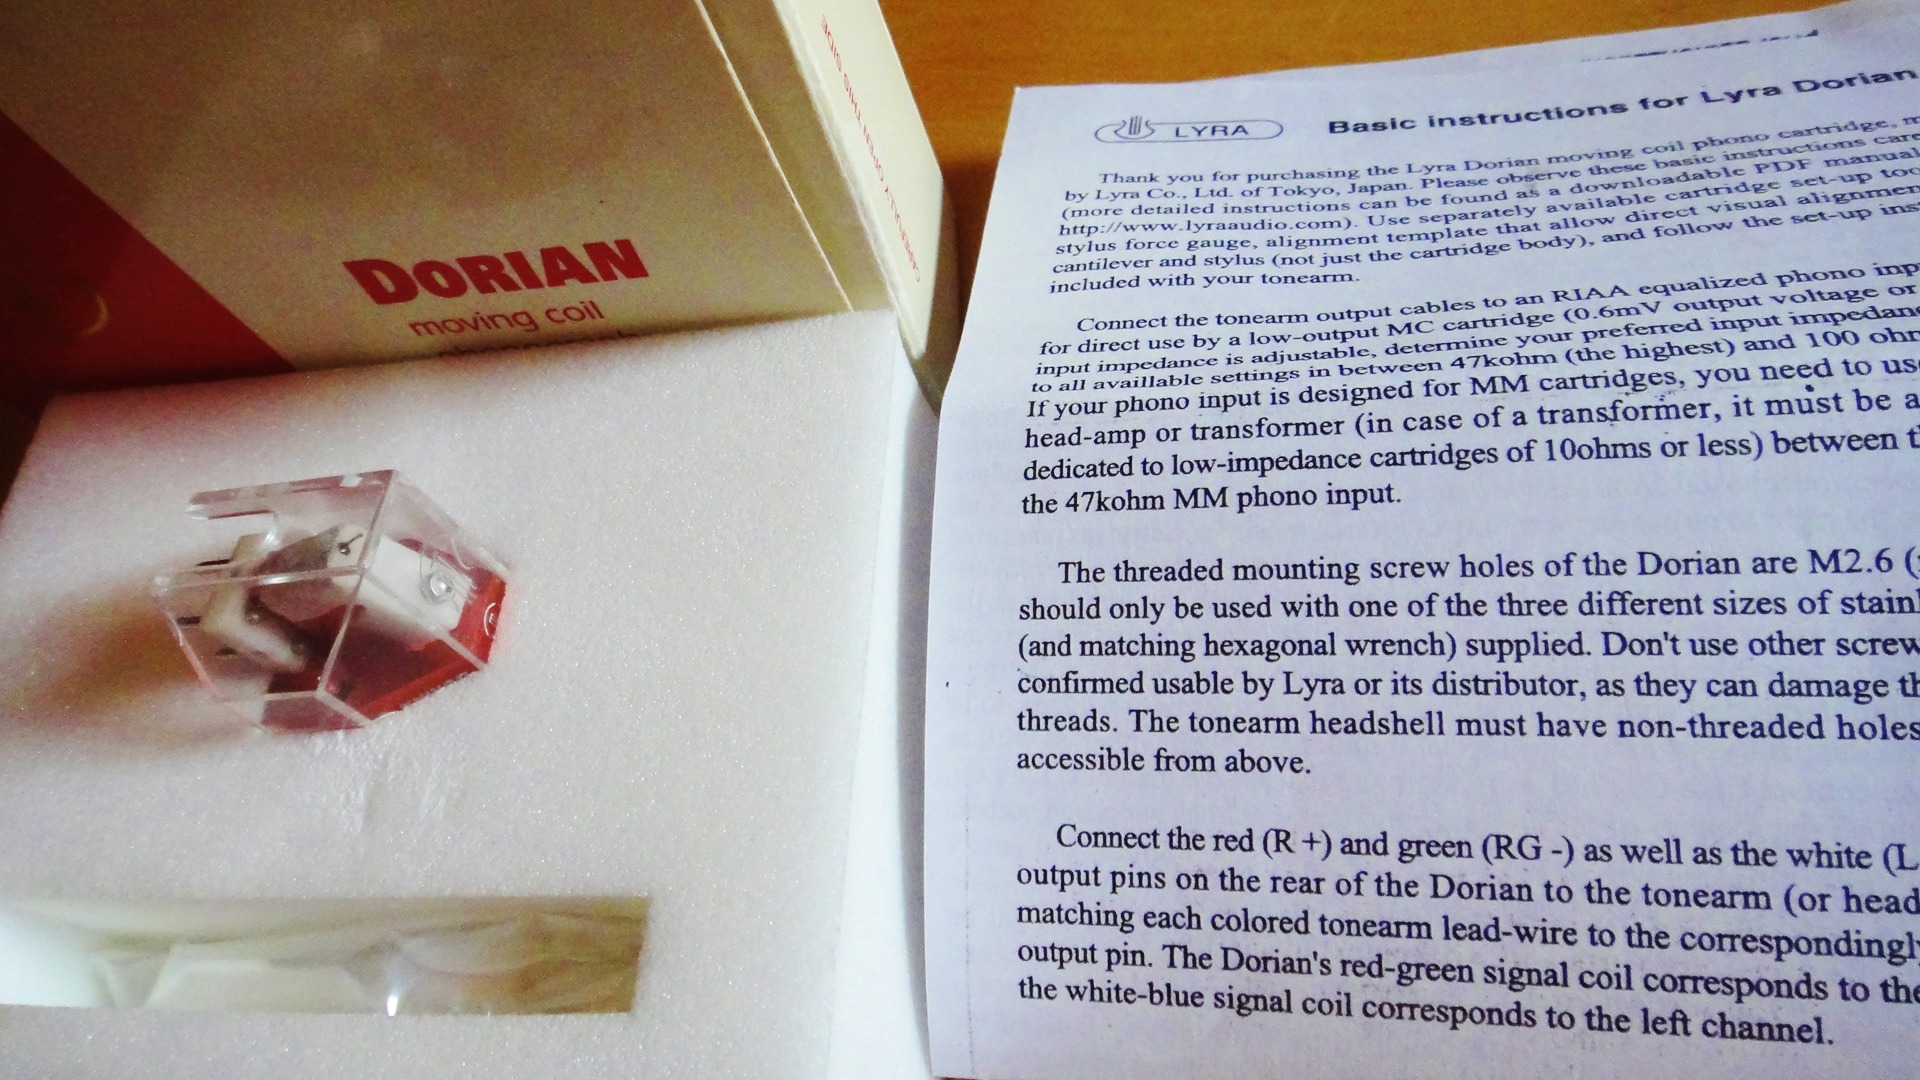 CAREFULLY OPEN THIS SIDE
DORIAN
moving coil
LYRA
Basic instructions for Lyra Dorian
Thank you for purchasing the Lyra Dorian moving coil phono cartridge,
by Lyra Co., Ltd. of Tokyo, Japan. Please observe these basic instructions
(more detailed instructions can be found as a downloadable PDF manual
http://www.lyraaudio.com). Use separately available cartridge set-up
stylus force gauge, alignment template that allow direct visual
cantilever and stylus (not just the cartridge body), and follow the set-up
included with your tonearm.
Connect the tonearm output cables to an RIAA equalized phono
for direct use by a low-output MC cartridge (0.6mV output voltage or
input impedance is adjustable, determine your preferred input
to all availlable settings in between 47kohm (the highest) and 100
If your phono input is designed for MM cartridges, you need to
head-amp or transformer (in case of a transformer, it must be a
dedicated to low-impedance cartridges of 10ohms or less) between
the 47kohm MM phono input.
The threaded mounting screw holes of the Dorian are M2.6 (
should only be used with one of the three different sizes of
(and matching hexagonal wrench) supplied. Don't use other screw
confirmed usable by Lyra or its distributor, as they can damage
threads. The tonearm headshell must have non-threaded holes
accessible from above.
Connect the red (R +) and green (RG -) as well as the white (L
output pins on the rear of the Dorian to the tonearm (or head
matching each colored tonearm lead-wire to the
output pin. The Dorian's red-green signal coil corresponds to the
the white-blue signal coil corresponds to the left channel.